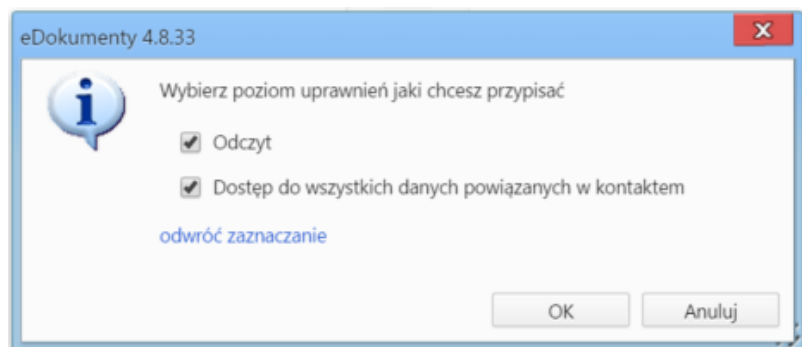 eDokumenty 4.8.33
Wybierz poziom uprawnień jaki chcesz przypisać
Odczyt
Dostęp do wszystkich danych powiązanych w kontaktem
odwróć zaznaczanie
OK
Anuluj